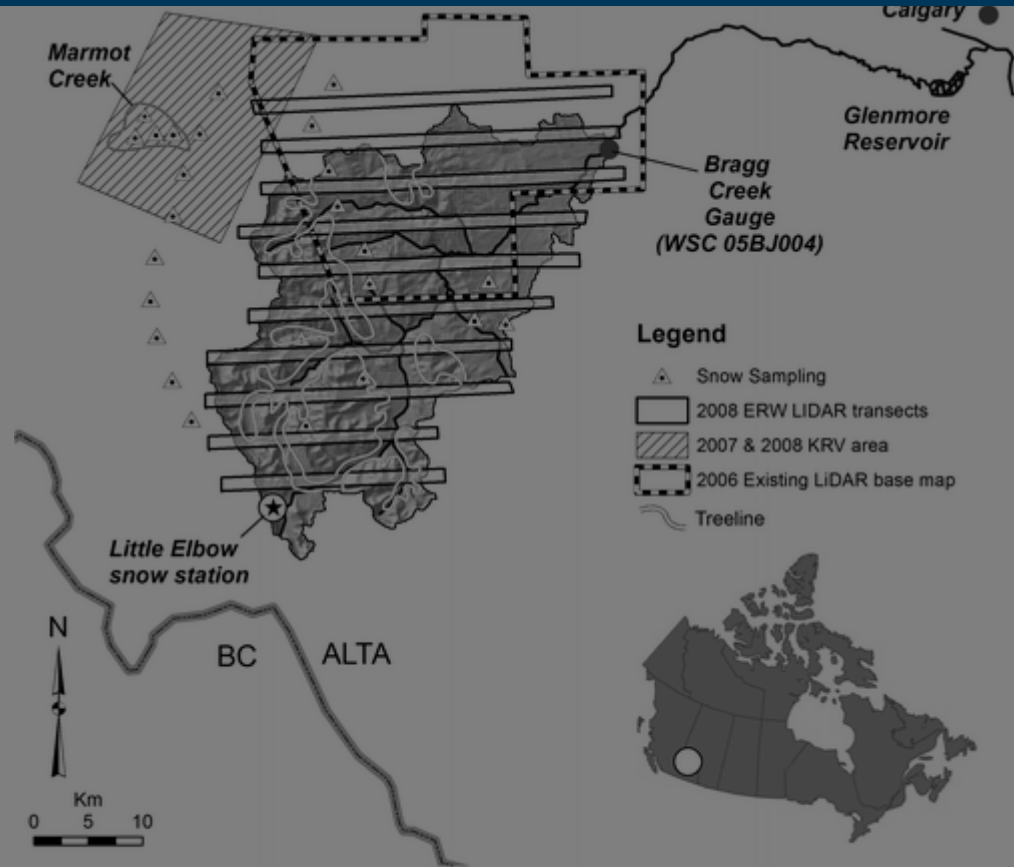 Calgary
Marmot
Creek
Glenmore
Reservoir
Bragg
Creek
Gauge
(WSC 05BJ004)
Legend
Snow Sampling
2008 ERW LIDAR transects
2007 & 2008 KRV area
2006 Existing LiDAR base map
Treeline
Little Elbow
snow station
N
BC
ALTA
Km
0 5 10